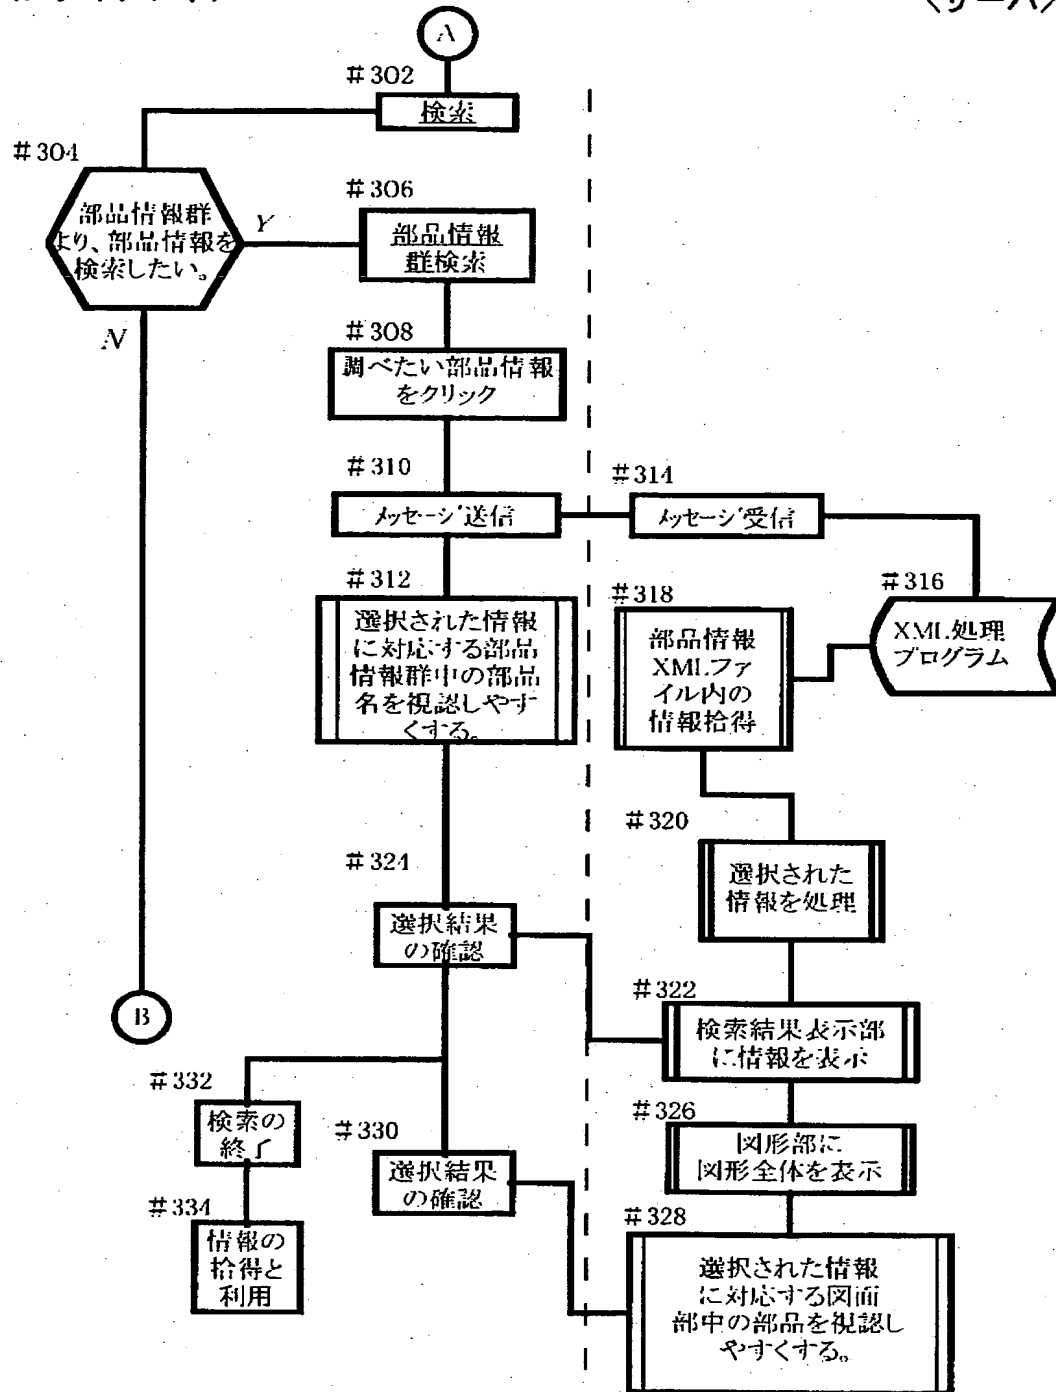 〈サーバ〉
A
#302
検索
#304
部品情報群
より、部品情報を
検索したい。
Y
N
#306
部品情報
群検索
#308
調べたい部品情報
をクリック
#310
メッセージ送信
#314
メッセージ受信
#312
選択された情報
に対応する部品
情報群中の部品
名を視認しやす
くする。
#316
XML処理
プログラム
#318
部品情報
XMLファ
イル内の
情報拾得
#320
選択された
情報を処理
#324
選択結果
の確認
#322
検索結果表示部
に情報を表示
B
#332
検索の
終了
#326
図形部に
図形全体を表示
#330
選択結果
の確認
#334
情報の
拾得と
利用
#328
選択された情報
に対応する図面
部中の部品を視認し
やすくする。